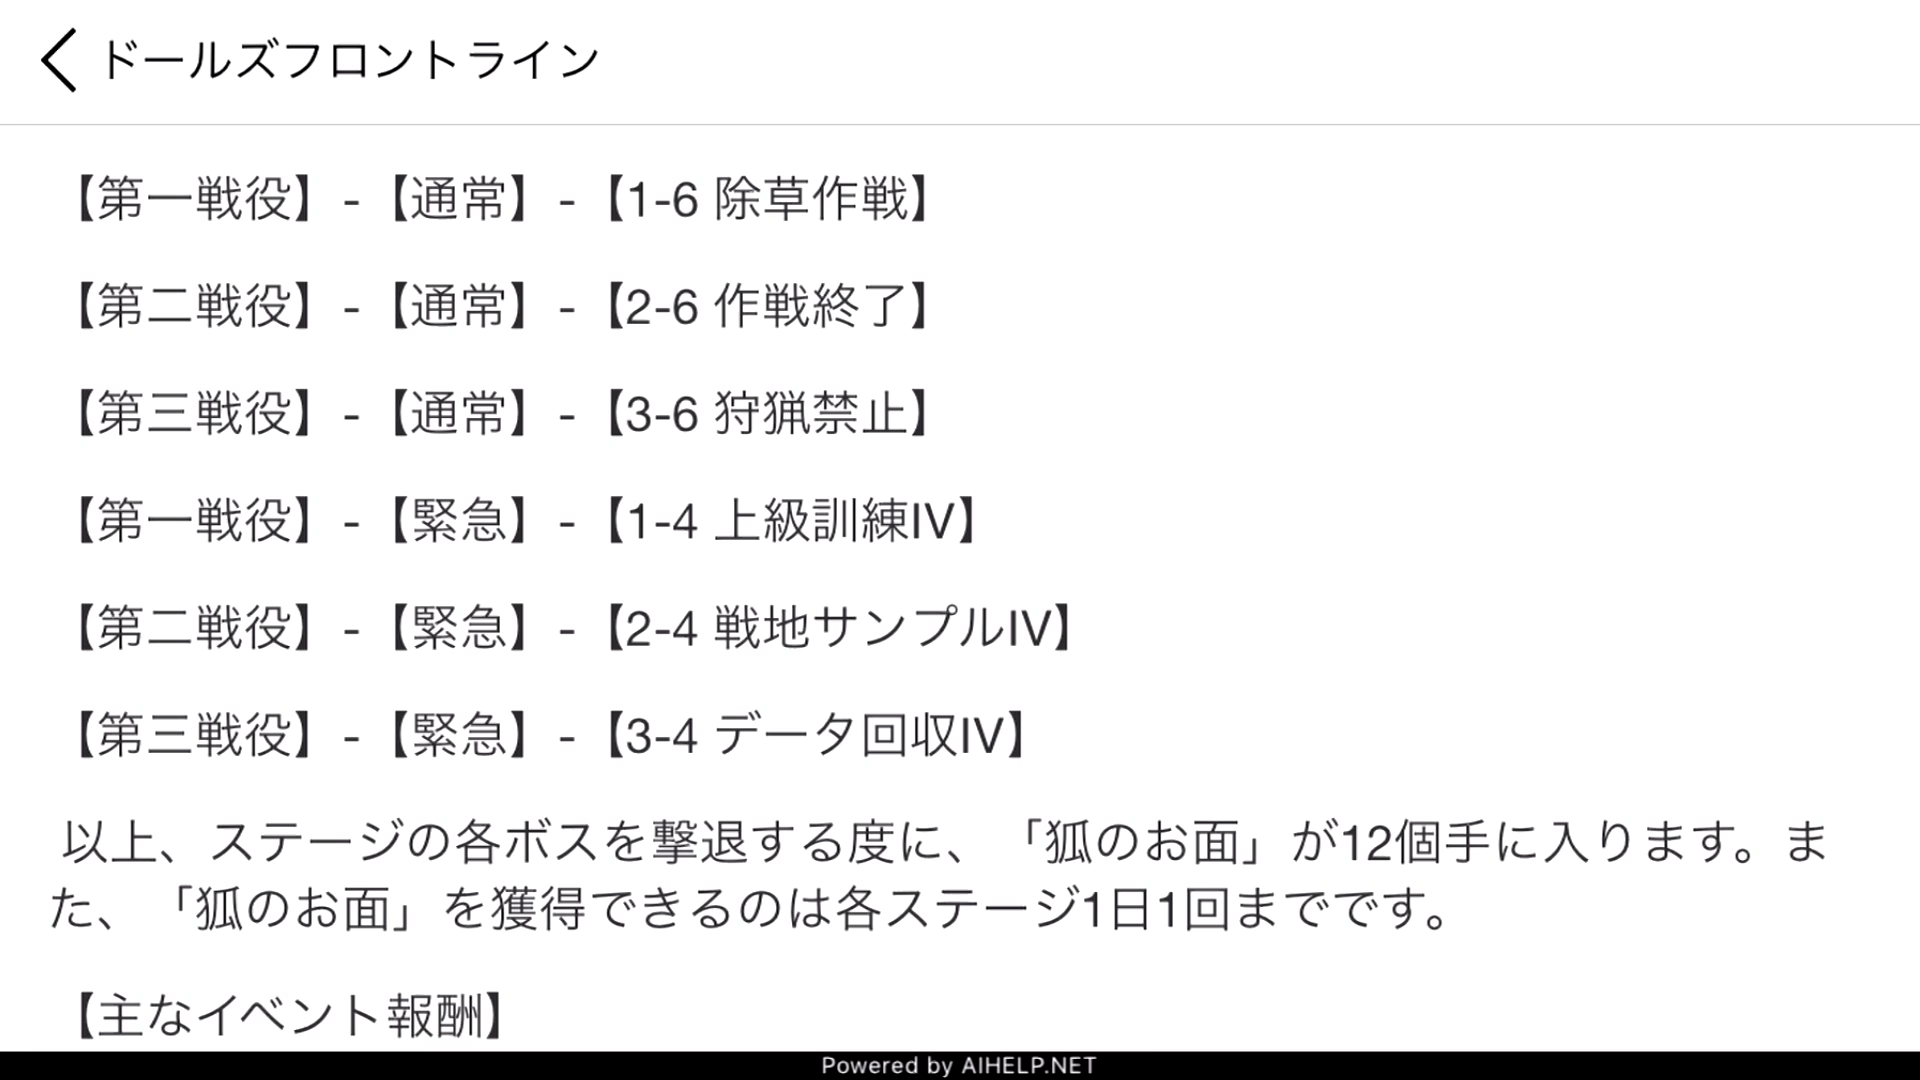 ドールズフロントライン
【第一戦役】-【通常】-【1-6 除草作戦】
【第二戦役】-【通常】-【2-6 作戦終了】
【第三戦役】-【通常】-【3-6 狩猟禁止】
【第一戦役】-【緊急】-【1-4 上級訓練IV】
【第二戦役】-【緊急】-【2-4 戦地サンプルIV】
【第三戦役】-【緊急】-【3-4 データ回収IV】
以上、ステージの各ボスを撃退する度に、「狐のお面」が12個手に入ります。ま
た、「狐のお面」を獲得できるのは各ステージ1日1回までです。
【主なイベント報酬】
Powered by AIHELP.NET